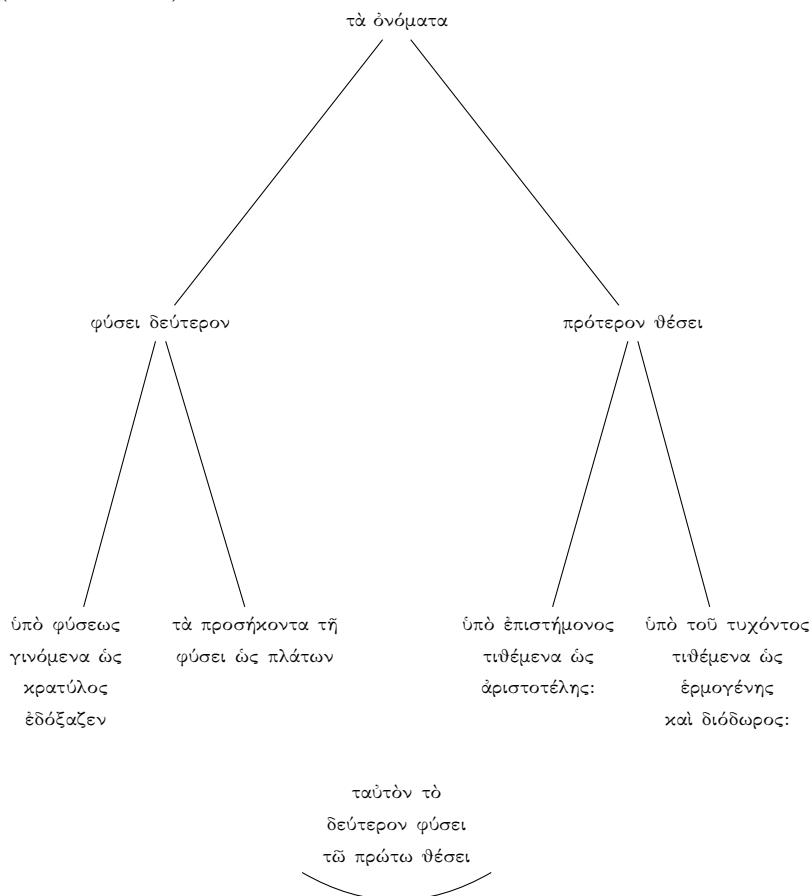 τὰ ὀνόματα
φύσει δεύτερον
πρότερον θέσει
ὑπὸ φύσεως
γινόμενα ὡς
κρατύλος
ἐδόξαζεν
τὰ προσήκοντα τῆ
φύσει ὡς πλάτων
ὑπὸ ἐπιστήμονος
τιθέμενα ὡς
ἀριστοτέλης:
ὑπὸ τοῦ τυχόντος
τιθέμενα ὡς
ἑρμογένης
καὶ διόδωρος:
ταὐτὸν τὸ
δεύτερον φύσει
τῶ πρώτω θέσει